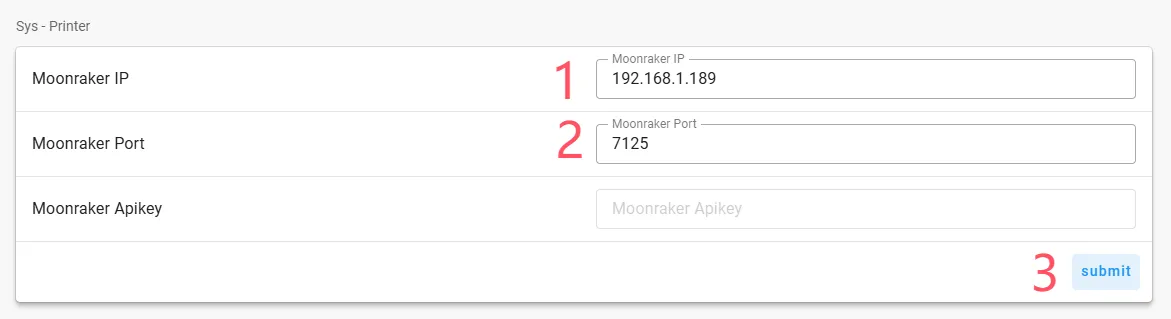 Sys - Printer
Moonraker IP
1
Moonraker IP
192.168.1.189
Moonraker Port
2
Moonraker Port
7125
Moonraker Apikey
Moonraker Apikey
3
submit